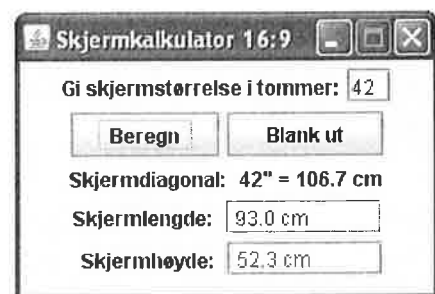 Skjermkalkulator 16:9
Gi skjermstørrelse i tommer: 42
Beregn Blank ut
Skjermdiagonal: 42" = 106.7 cm
Skjermlengde: 93.0 cm
Skjermhøyde: 52.3 cm